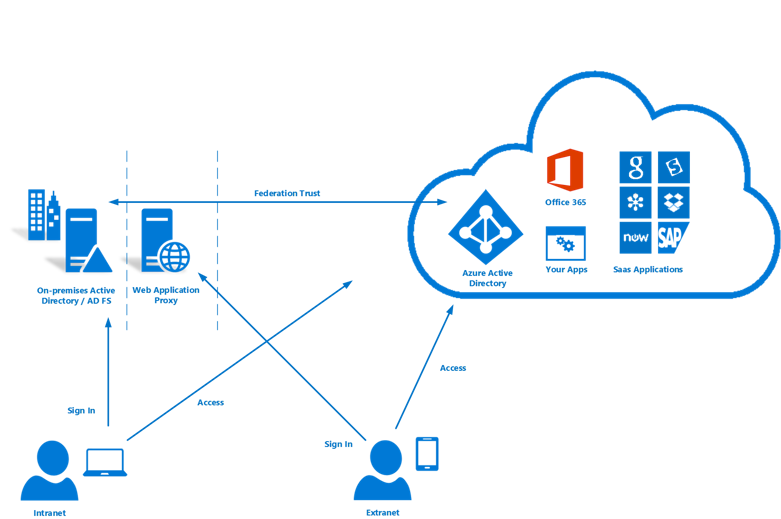 Federation Trust
Office 365
On-premises Active
Directory / AD FS
Web Application
Proxy
Azure Active
Directory
Your Apps
Saas Applications
g
E
now
SAP
Sign In
Access
Sign In
Access
Intranet
Extranet